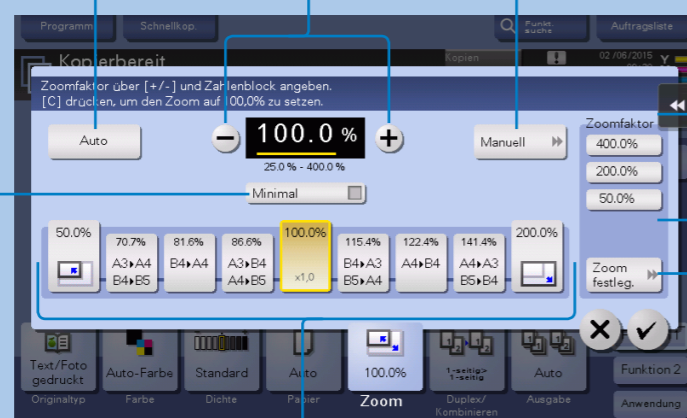 Programm
Schnellkop.
Funkt.-
suche
Auftragsliste
Kopierbereit
Kopien
02/06/2015
Y
Zoomfaktor über [+/-] und Zahlenblock angeben.
[C] drücken, um den Zoom auf 100,0% zu setzen.
Auto
100.0 %
25.0 % - 400.0 %
Manuell
Zoomfaktor
400.0%
200.0%
50.0%
Minimal
50.0%
70.7%
A3▸A4
B4▸B5
81.6%
B4▸A4
86.6%
A3▸B4
A4▸B5
100.0%
x1,0
115.4%
B4▸A3
B5▸A4
122.4%
A4▸B4
141.4%
A4▸A3
B5▸B4
200.0%
Zoom
festleg.
Text/Foto
gedruckt
Auto-Farbe
Standard
Auto
100.0%
1-seitig>
1-seitig
Auto
Funktion 2
Originaltyp
Farbe
Dichte
Papier
Zoom
Duplex/
Kombinieren
Ausgabe
Anwendung